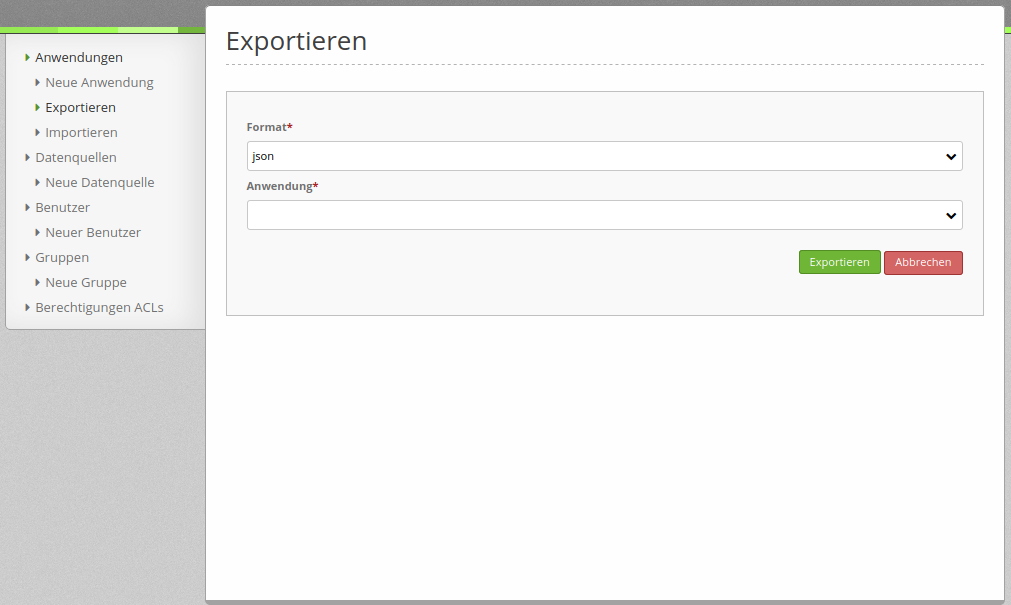 Anwendungen
Neue Anwendung
Exportieren
Importieren
Datenquellen
Neue Datenquelle
Benutzer
Neuer Benutzer
Gruppen
Neue Gruppe
Berechtigungen ACLs
Exportieren
Format*
json
Anwendung*
Exportieren Abbrechen